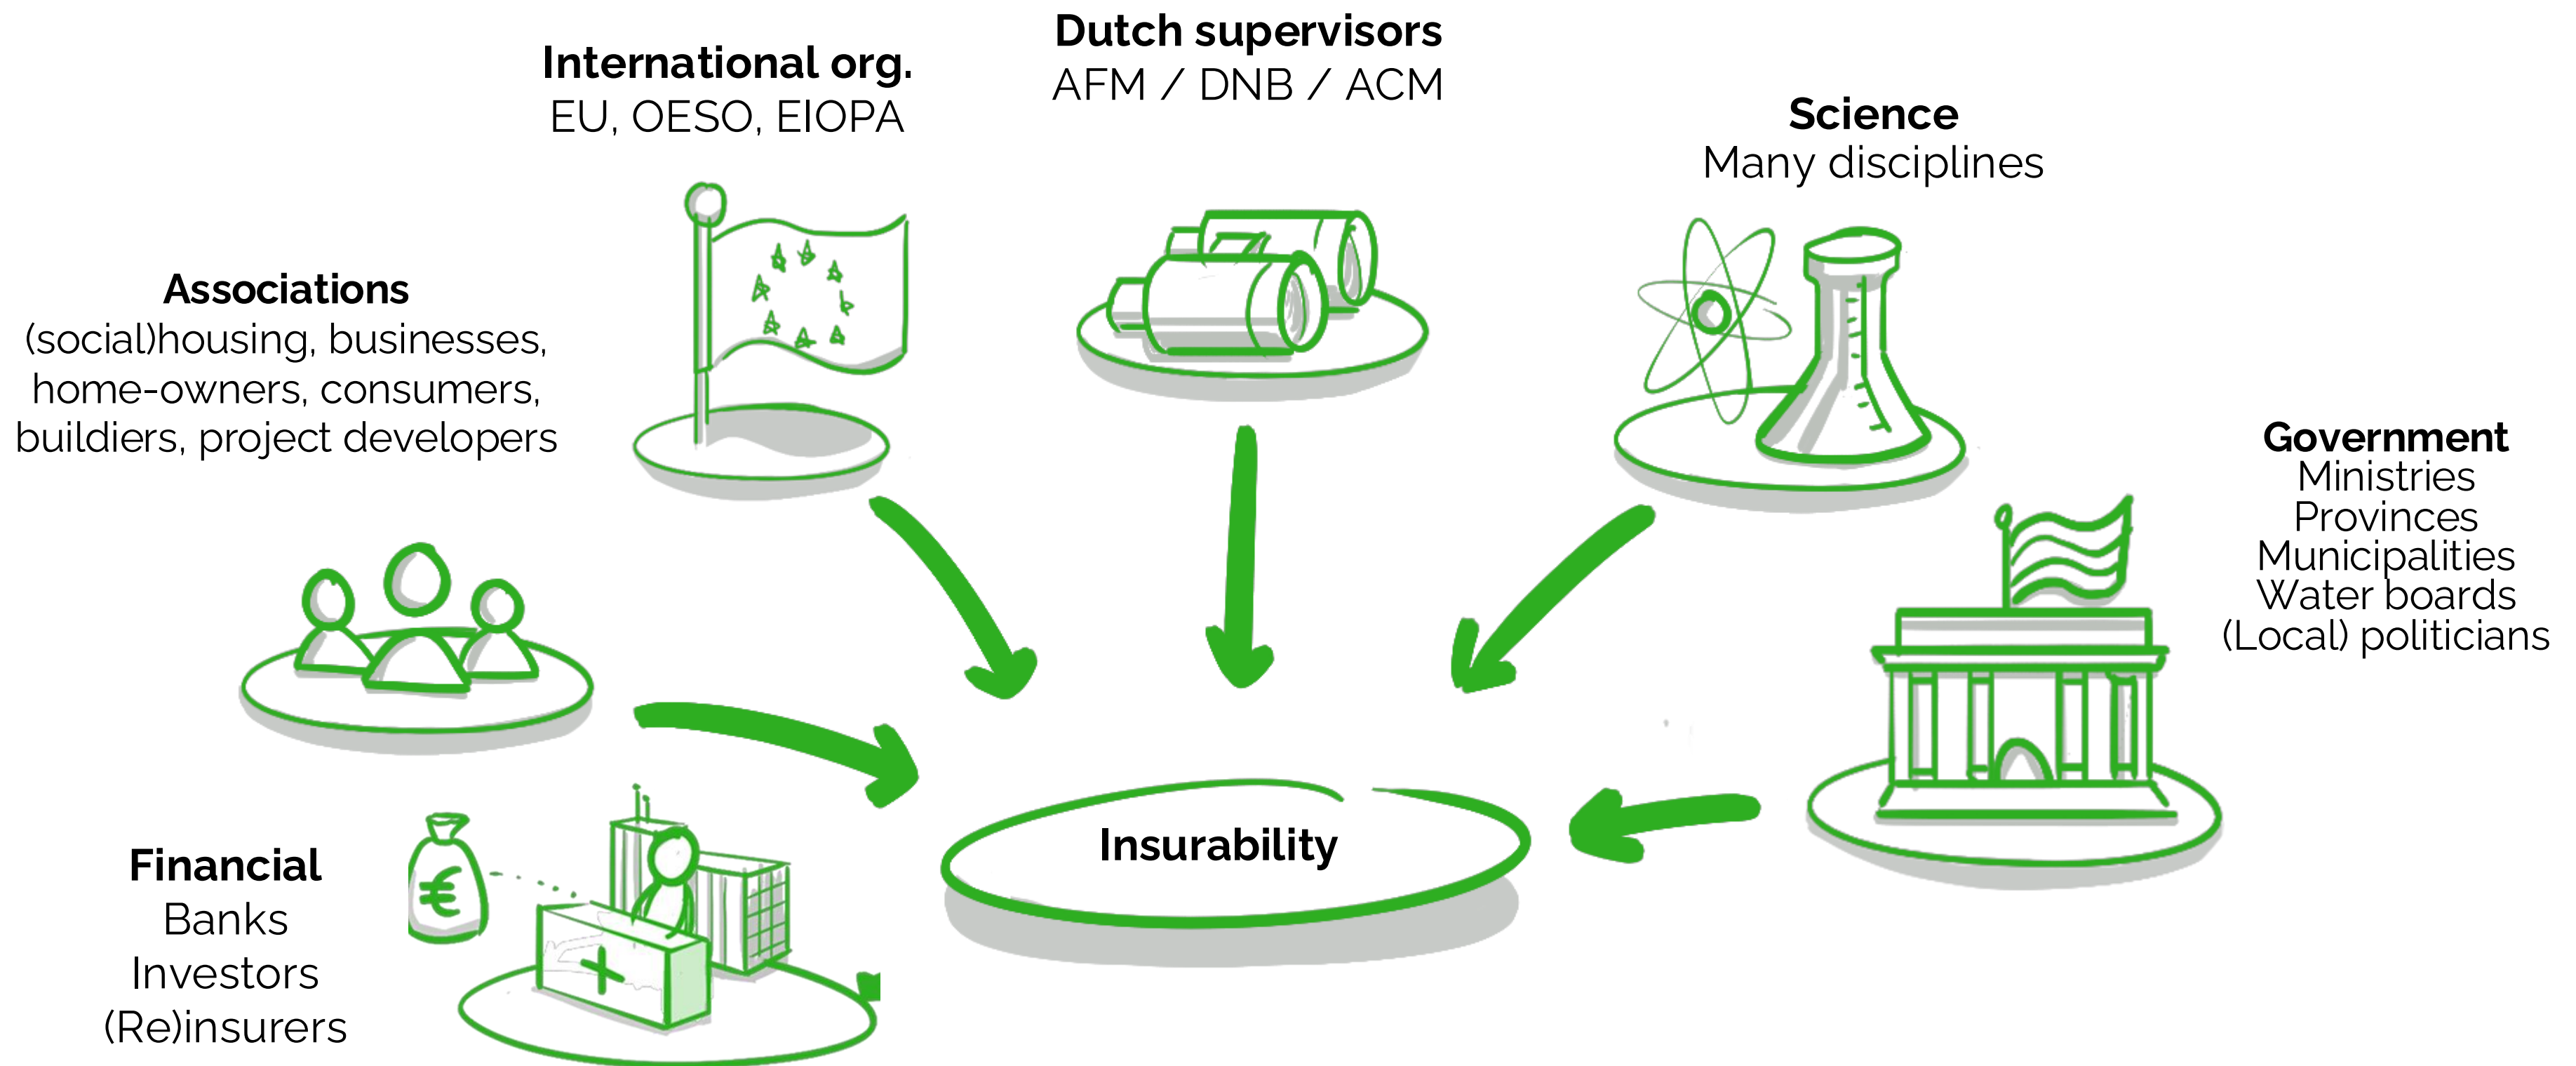 Dutch supervisors
AFM / DNB / ACM
International org.
EU, OESO, EIOPA
Science
Many disciplines
Associations
(social)housing, businesses,
home-owners, consumers,
buildiers, project developers
Government
Ministries
Provinces
Municipalities
Water boards
(Local) politicians
Insurability
Financial
Banks
Investors
(Re)insurers
€